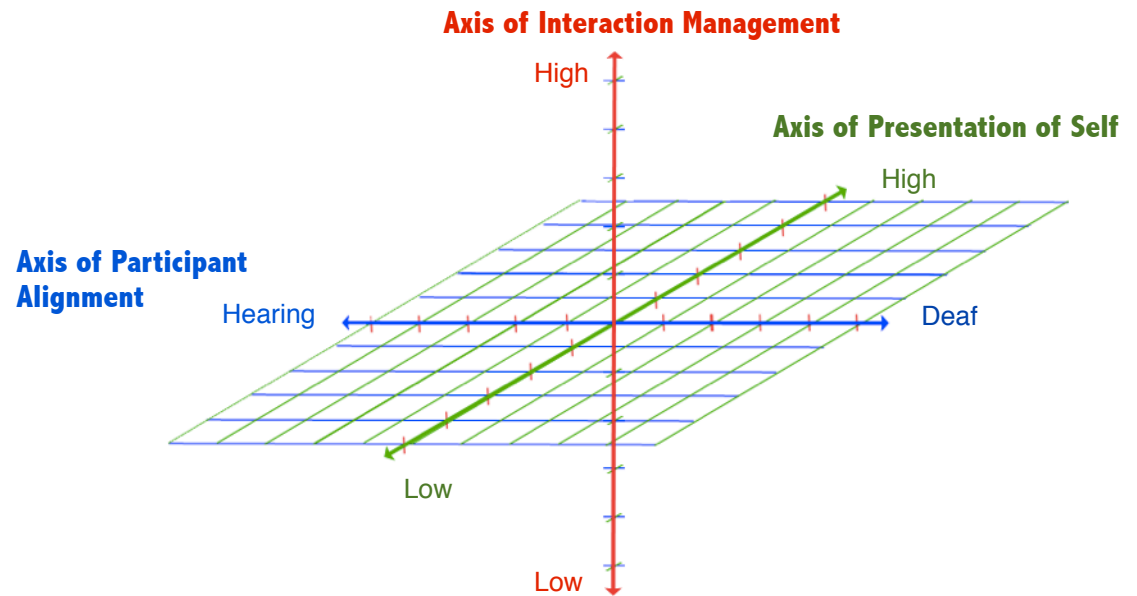 Axis of Interaction Management
High
Axis of Presentation of Self
High
Axis of Participant
Alignment
Hearing
Deaf
Low
Low